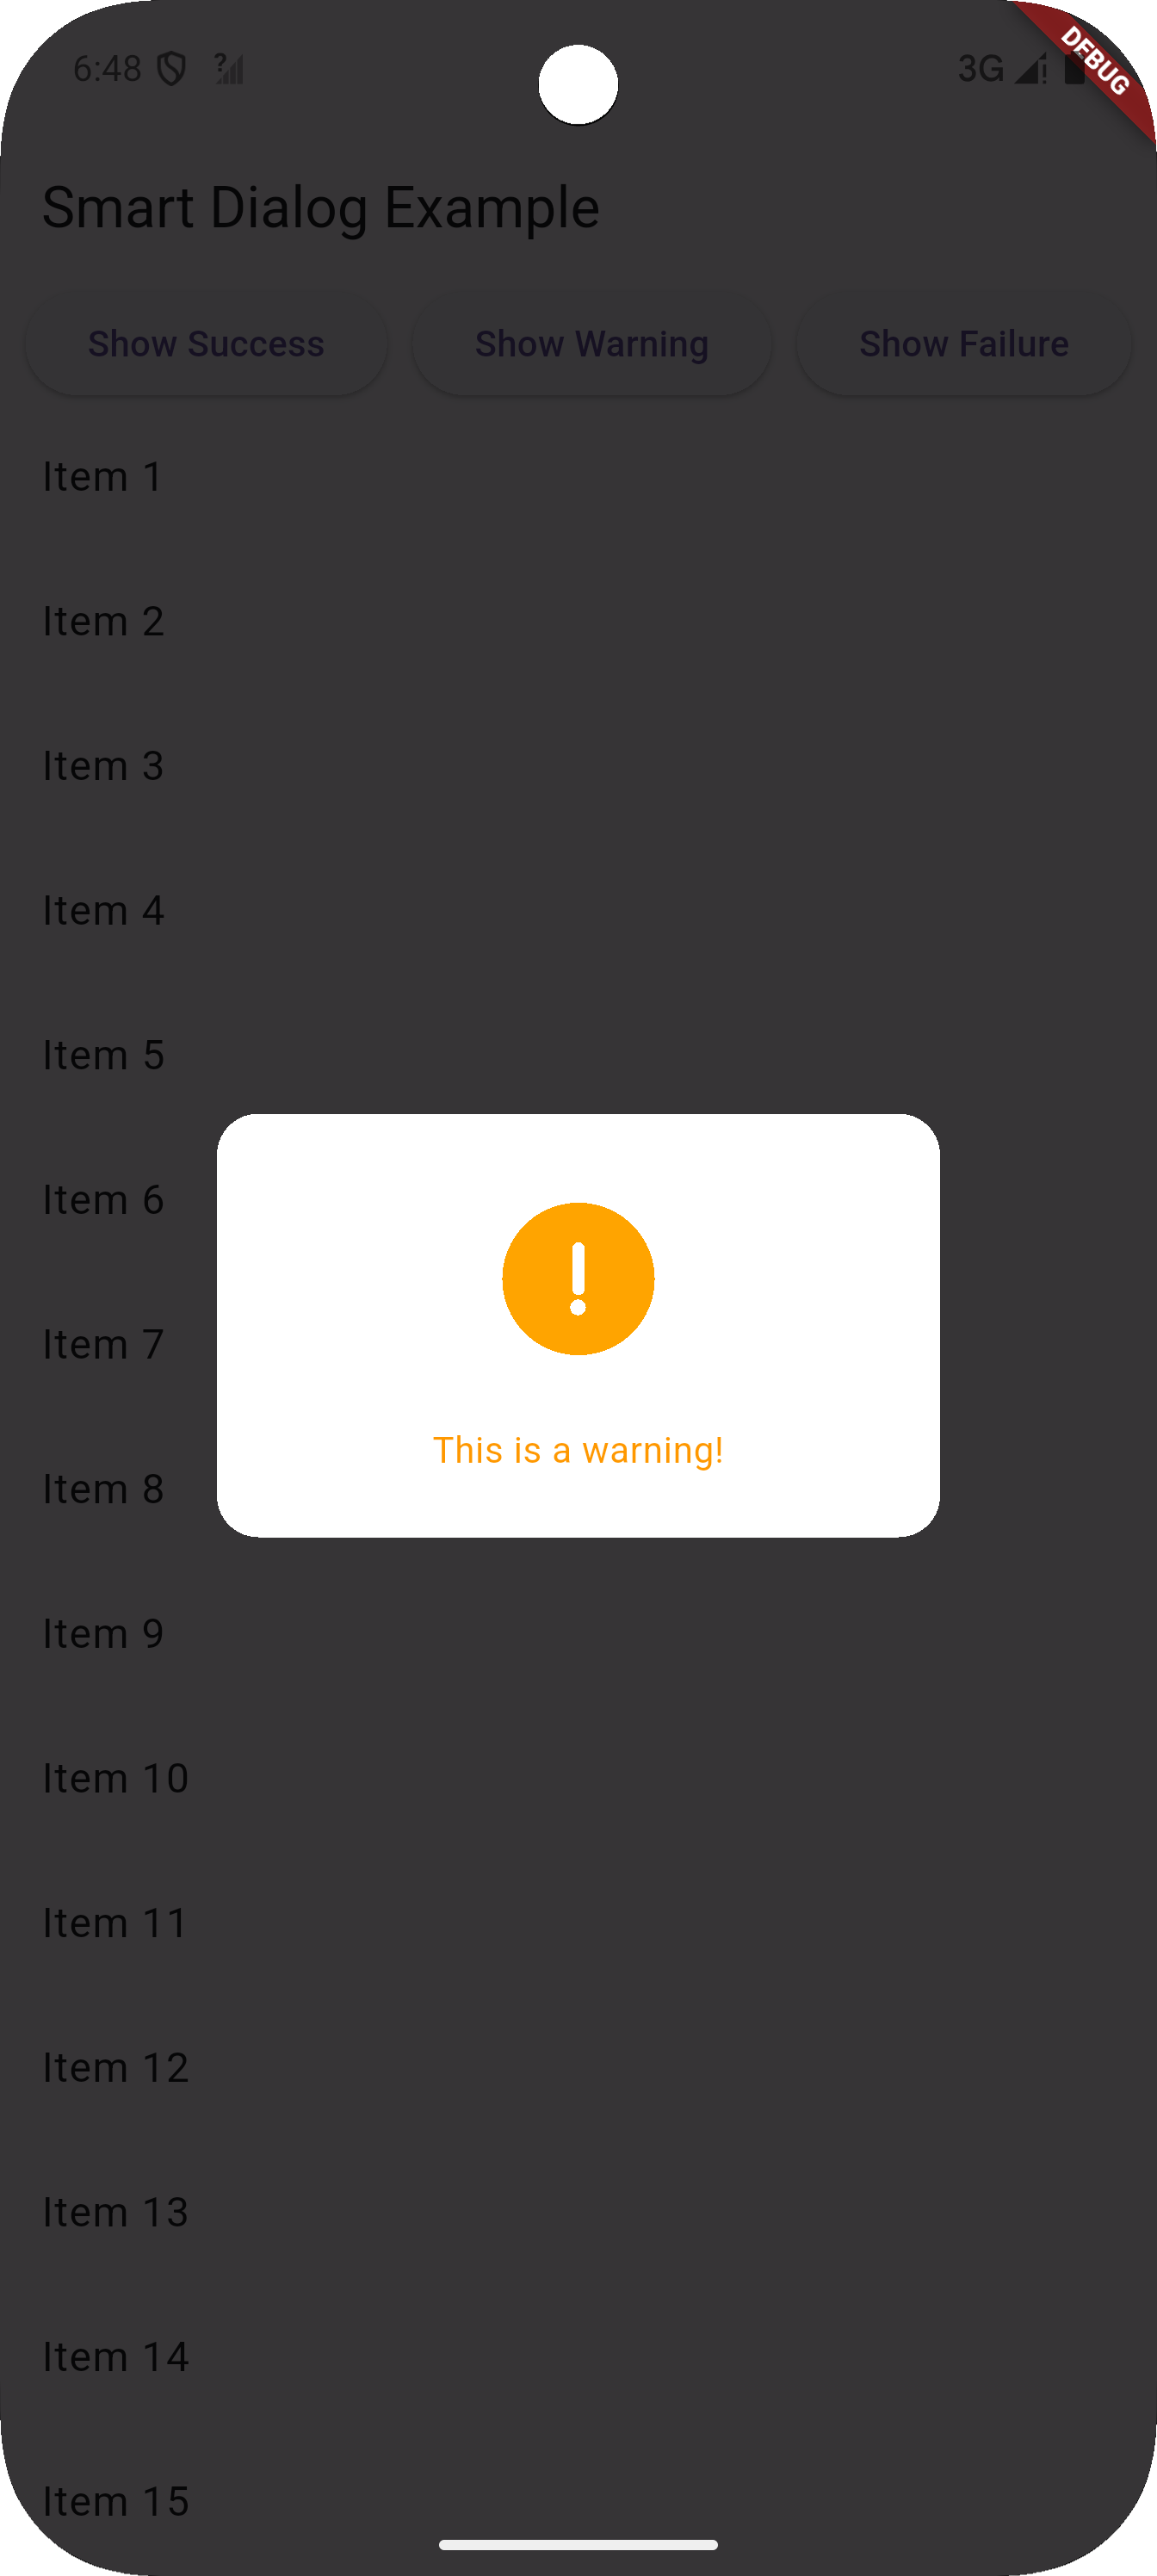 6:48 ? 3G ! DEBUG
Smart Dialog Example
Show Success Show Warning Show Failure
Item 1
Item 2
Item 3
Item 4
Item 5
Item 6
Item 7
This is a warning!
Item 8
Item 9
Item 10
Item 11
Item 12
Item 13
Item 14
Item 15